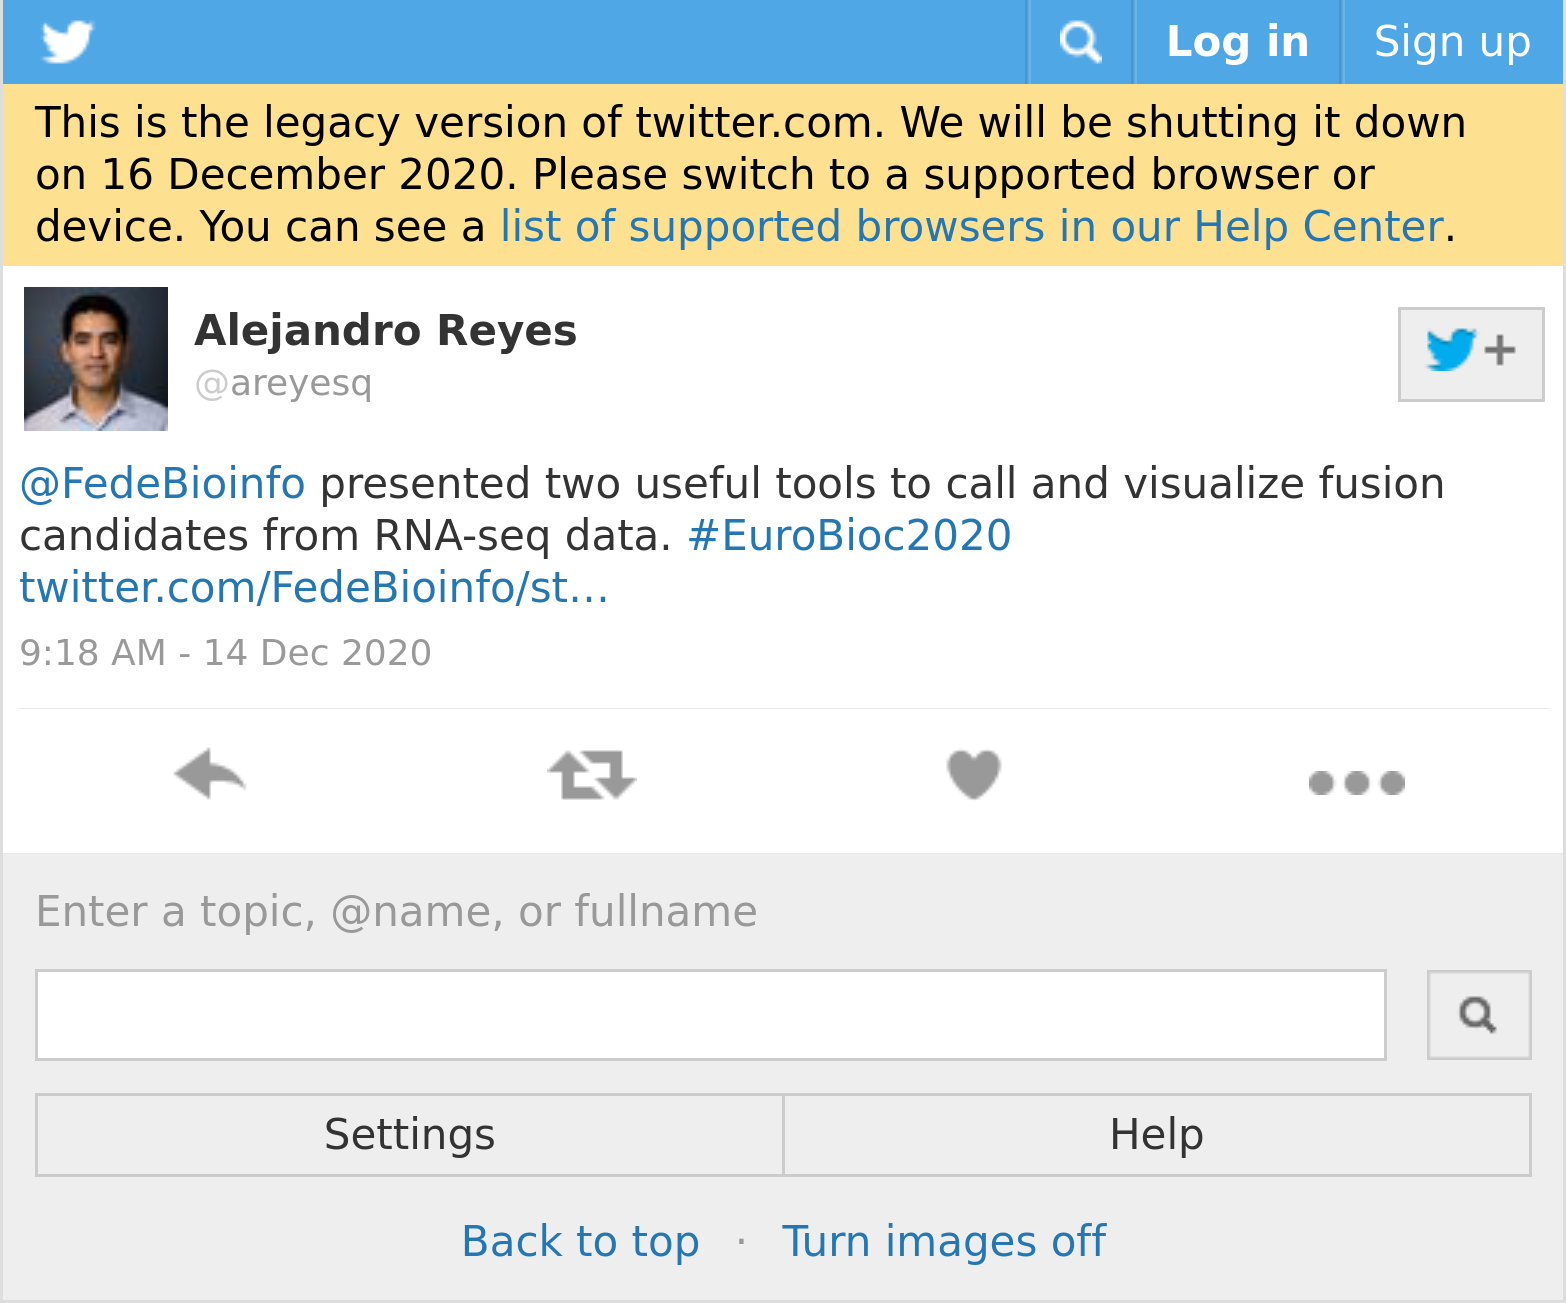 Log in
Sign up
This is the legacy version of twitter.com. We will be shutting it down
on 16 December 2020. Please switch to a supported browser or
device. You can see a list of supported browsers in our Help Center.
Alejandro Reyes
@areyesq
+
@FedeBioinfo presented two useful tools to call and visualize fusion
candidates from RNA-seq data. #EuroBioc2020
twitter.com/FedeBioinfo/st…
9:18 AM - 14 Dec 2020
Enter a topic, @name, or fullname
Settings
Help
Back to top · Turn images off